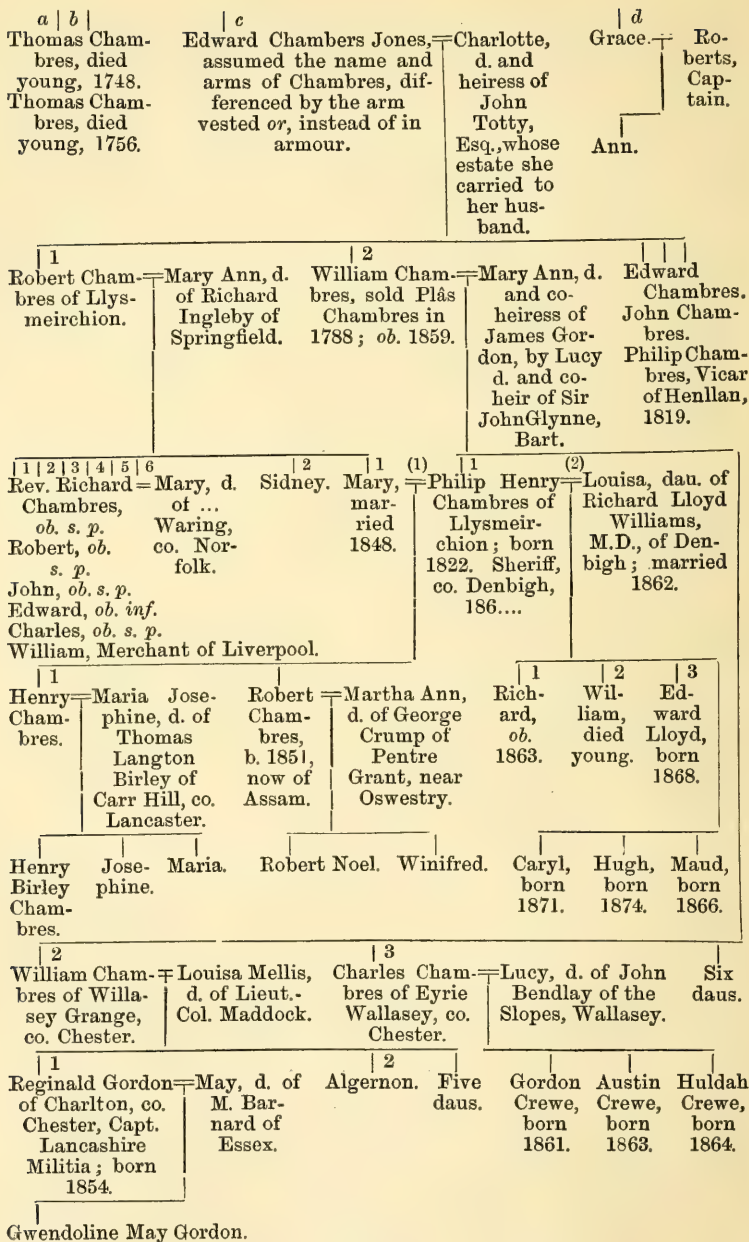 a | b |
Thomas Cham-
bres, died
young, 1748.
Thomas Cham-
bres, died
young, 1756.
c
Edward Chambers Jones,
assumed the name and
arms of Chambres, dif-
ferenced by the arm
vested or, instead of in
armour.
Charlotte,
d. and
heiress of
John
Totty,
Esq., whose
estate she
carried to
her hus-
band.
d
Grace.
Ro-
berts,
Cap-
tain.
Ann.
1
Robert Cham-
bres of Llys-
meirchion.
Mary Ann, d.
of Richard
Ingleby of
Springfield.
2
William Cham-
bres, sold Plâs
Chambres in
1788; ob. 1859.
Mary Ann, d.
and co-
heiress of
James Gor-
don, by Lucy
d. and co-
heir of Sir
John Glynne,
Bart.
Edward
Chambres.
John Cham-
bres.
Philip Cham-
bres, Vicar
of Henllan,
1819.
| 1 | 2 | 3 | 4 | 5 | 6
Rev. Richard =
Chambres,
ob. s. p.
Robert, ob.
s. p.
John, ob. s. p.
Edward, ob. inf.
Charles, ob. s. p.
William, Merchant of Liverpool.
Mary, d.
of ...
Waring,
co. Nor-
folk.
2
Sidney.
1
Mary,
mar-
ried
1848.
(1)
1
Philip Henry
Chambres of
Llysmeir-
chion; born
1822. Sheriff,
co. Denbigh,
186....
(2)
Louisa, dau. of
Richard Lloyd
Williams,
M.D., of Den-
bigh; married
1862.
1
Henry
Cham-
bres.
Maria Jose-
phine, d. of
Thomas
Langton
Birley of
Carr Hill, co.
Lancaster.
Robert
Cham-
bres,
b. 1851,
now of
Assam.
Martha Ann,
d. of George
Crump of
Pentre
Grant, near
Oswestry.
1
Rich-
ard,
ob.
1863.
2
Wil-
liam,
died
young.
3
Ed-
ward
Lloyd,
born
1868.
Henry
Birley
Cham-
bres.
Jose-
phine.
Maria.
Robert Noel.
Winifred.
Caryl,
born
1871.
Hugh,
born
1874.
Maud,
born
1866.
2
William Cham-
bres of Willa-
sey Grange,
co. Chester.
Louisa Mellis,
d. of Lieut.-
Col. Maddock.
3
Charles Cham-
bres of Eyrie
Wallasey, co.
Chester.
Lucy, d. of John
Bendlay of the
Slopes, Wallasey.
Six
daus.
1
Reginald Gordon
of Charlton, co.
Chester, Capt.
Lancashire
Militia; born
1854.
May, d. of
M. Bar-
nard of
Essex.
2
Algernon.
Five
daus.
Gordon
Crewe,
born
1861.
Austin
Crewe,
born
1863.
Huldah
Crewe,
born
1864.
Gwendoline May Gordon.